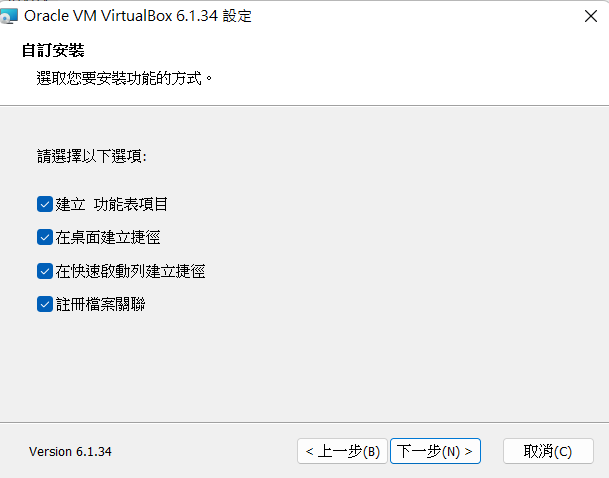 Oracle VM VirtualBox 6.1.34 設定
自訂安裝
選取您要安裝功能的方式。
請選擇以下選項:
建立 功能表項目
在桌面建立捷徑
在快速啟動列建立捷徑
註冊檔案關聯
Version 6.1.34
< 上一步(B)
下一步(N) >
取消(C)